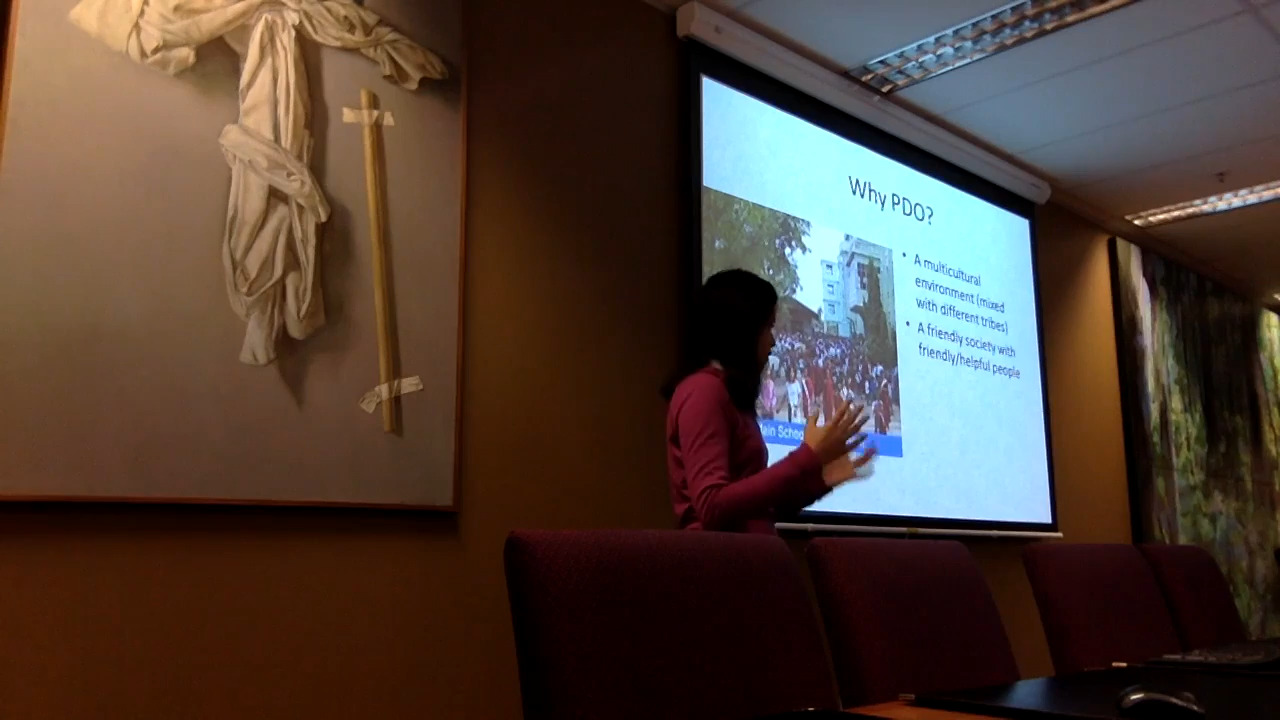 Why PDO?
• A multicultural
environment (mixed
with different tribes)
• A friendly society with
friendly/helpful people